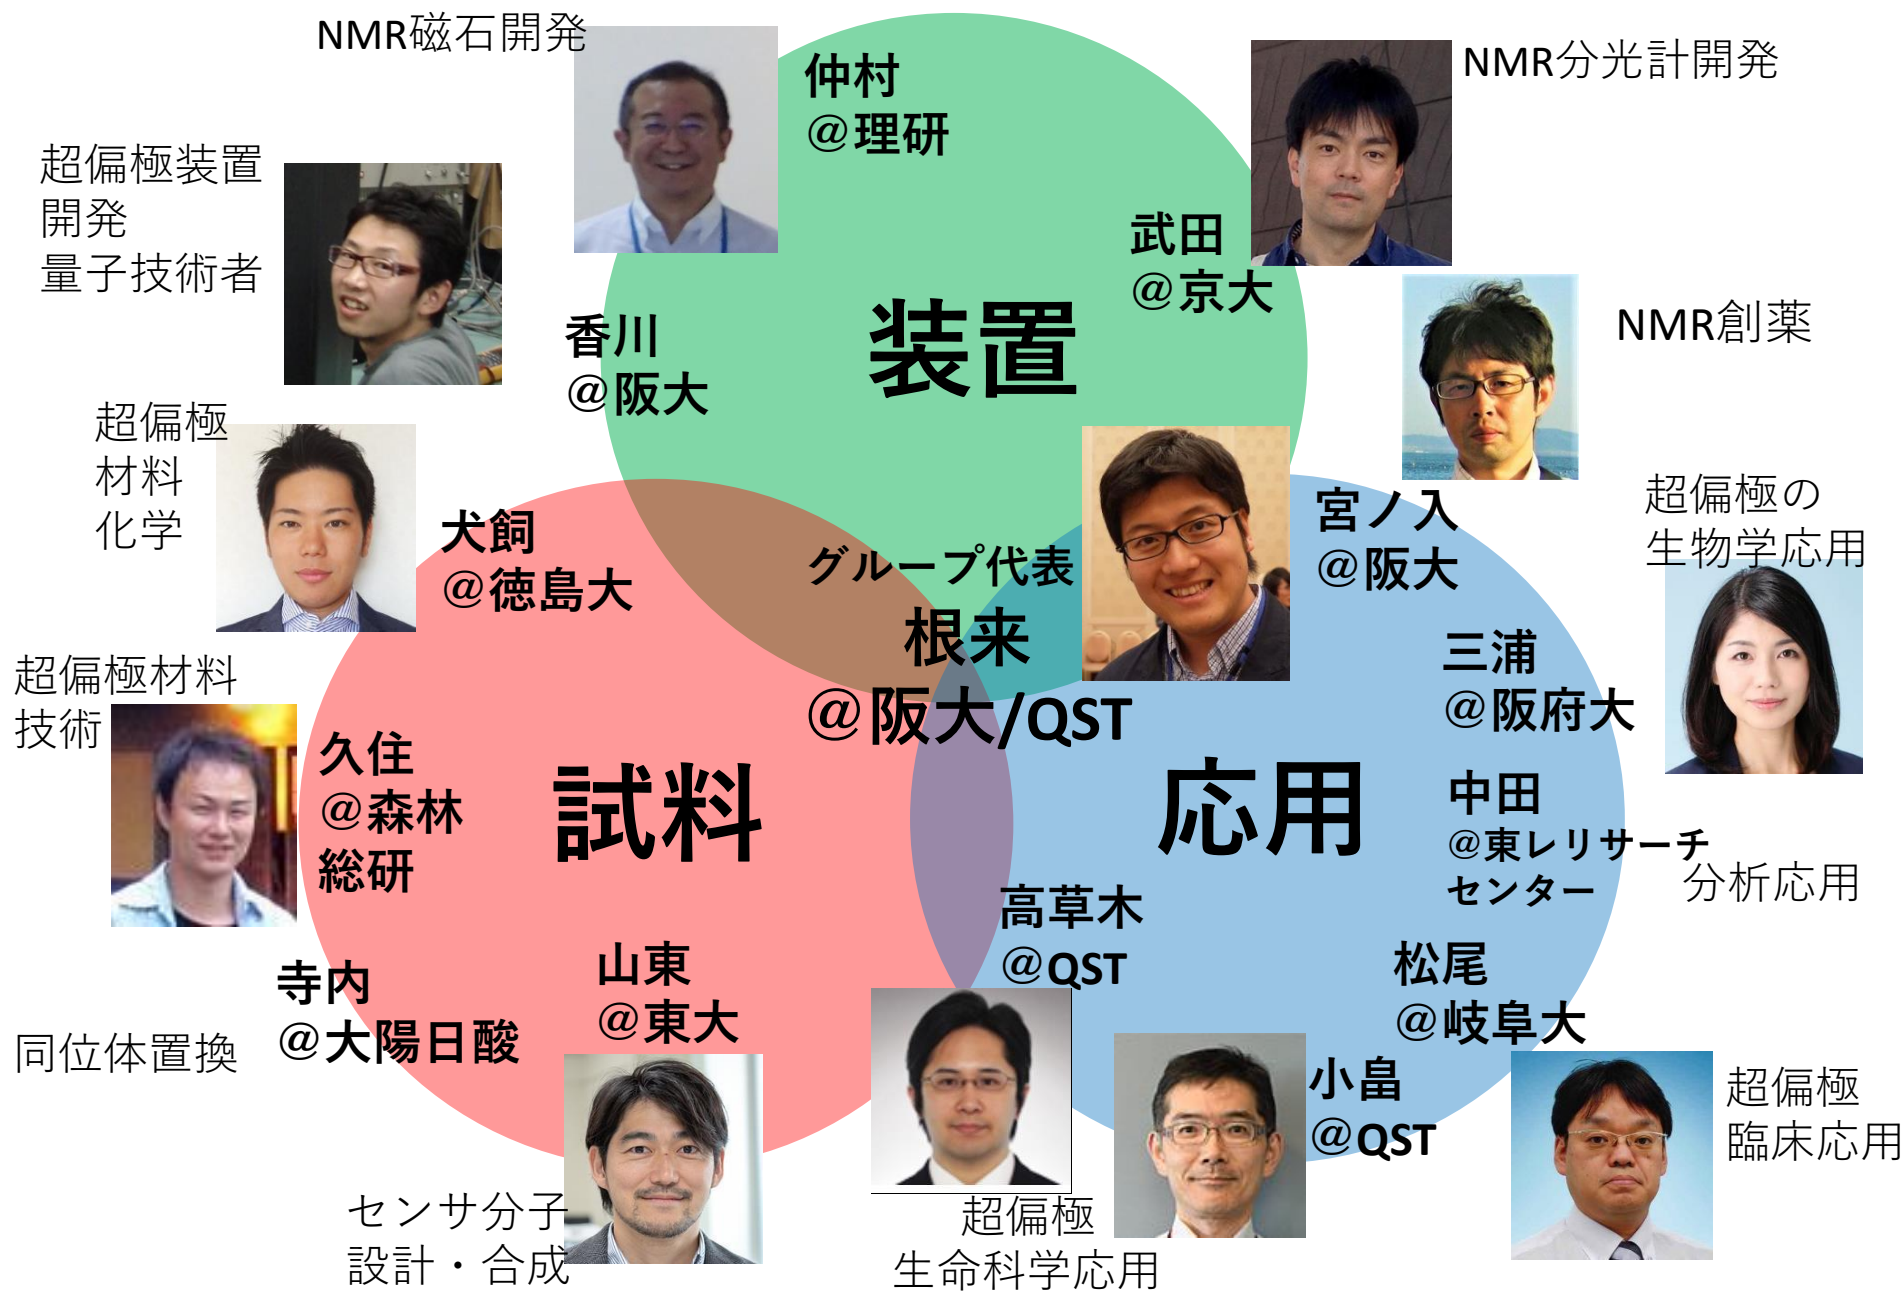 NMR磁石開発
仲村
@理研
NMR分光計開発
超偏極装置
開発
量子技術者
武田
@京大
香川
@阪大
装置
NMR創薬
超偏極
材料
化学
犬飼
@徳島大
グループ代表
根来
@阪大/QST
宮ノ入
@阪大
超偏極の
生物学応用
三浦
@阪府大
超偏極材料
技術
久住
@森林
総研
試料
応用
中田
@東レリサーチ
センター
分析応用
高草木
@QST
松尾
@岐阜大
寺内
@大陽日酸
山東
@東大
同位体置換
小畠
@QST
超偏極
臨床応用
センサ分子
設計・合成
超偏極
生命科学応用